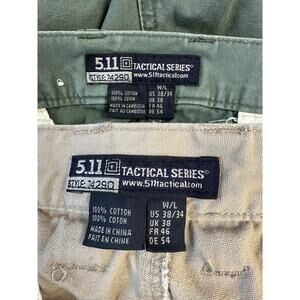 5.11 TACTICAL SERIES®
STYLE: 74290 www.511tactical.com
100% COTTON
100% COTTON
MADE IN CAMBODIA
FAIT AU CAMBODGE
W/L
US 38/34
UK 38
FR 46
DE 54
5.11 TACTICAL SERIES®
STYLE: 74290 www.511tactical.com
100% COTTON
100% COTTON
MADE IN CHINA
FAIT EN CHINE
W/L
US 38/34
UK 38
FR 46
DE 54